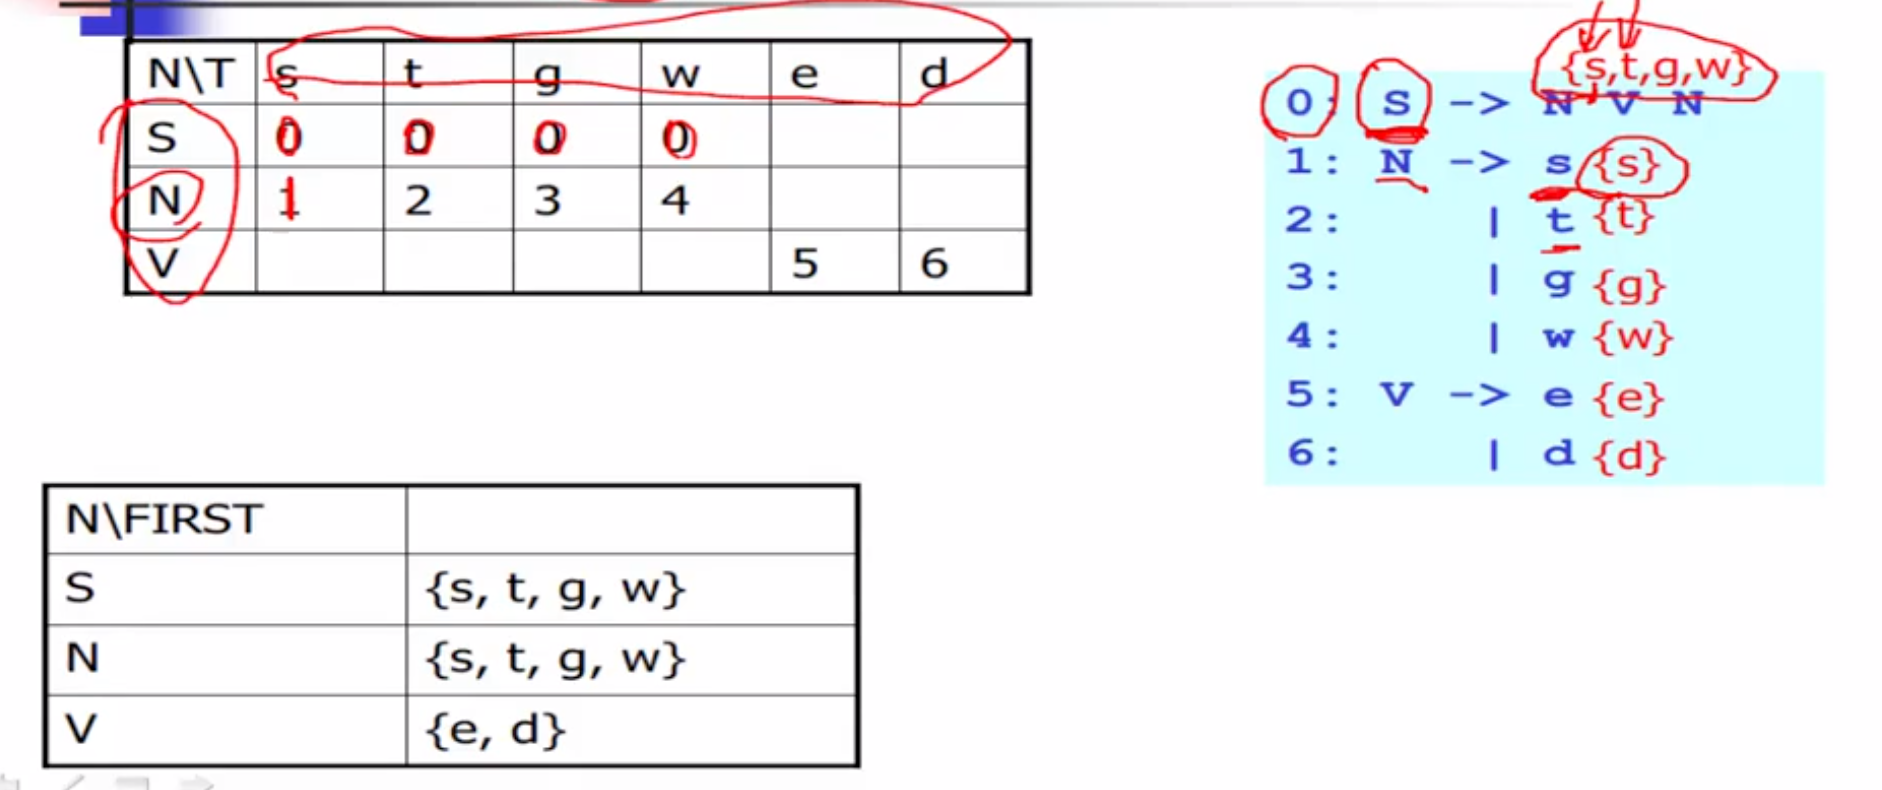 N\T s t g w e d
S 0 0 0 0
N 1 2 3 4
V 5 6
{s,t,g,w}
0: S -> N V N
1: N -> s {s}
2: | t {t}
3: | g {g}
4: | w {w}
5: V -> e {e}
6: | d {d}
N\FIRST
S {s, t, g, w}
N {s, t, g, w}
V {e, d}